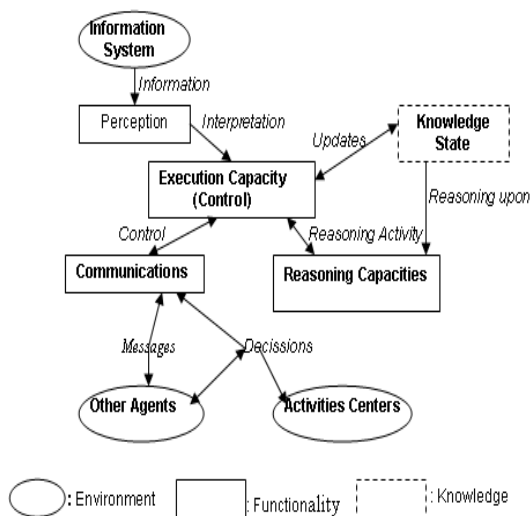 Information
System
Information
Perception
Interpretation
Updates
Knowledge
State
Execution Capacity
(Control)
Reasoning upon
Control
Reasoning Activity
Communications
Reasoning Capacities
Messages
Decissions
Other Agents
Activities Centers
: Environment
: Functionality
: Knowledge